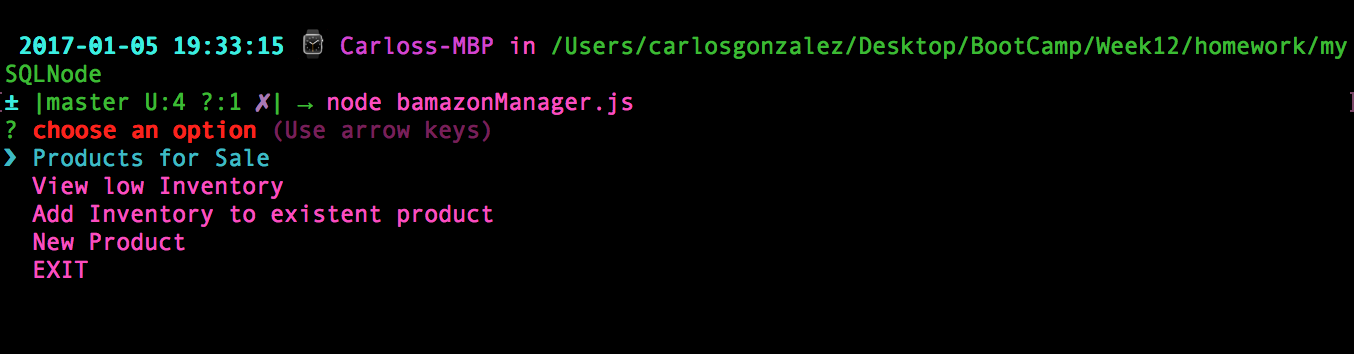 2017-01-05 19:33:15 ⌚ Carloss-MBP in /Users/carlosgonzalez/Desktop/BootCamp/Week12/homework/my
SQLNode
± |master U:4 ?:1 ✗| → node bamazonManager.js
? choose an option (Use arrow keys)
❯ Products for Sale
View low Inventory
Add Inventory to existent product
New Product
EXIT